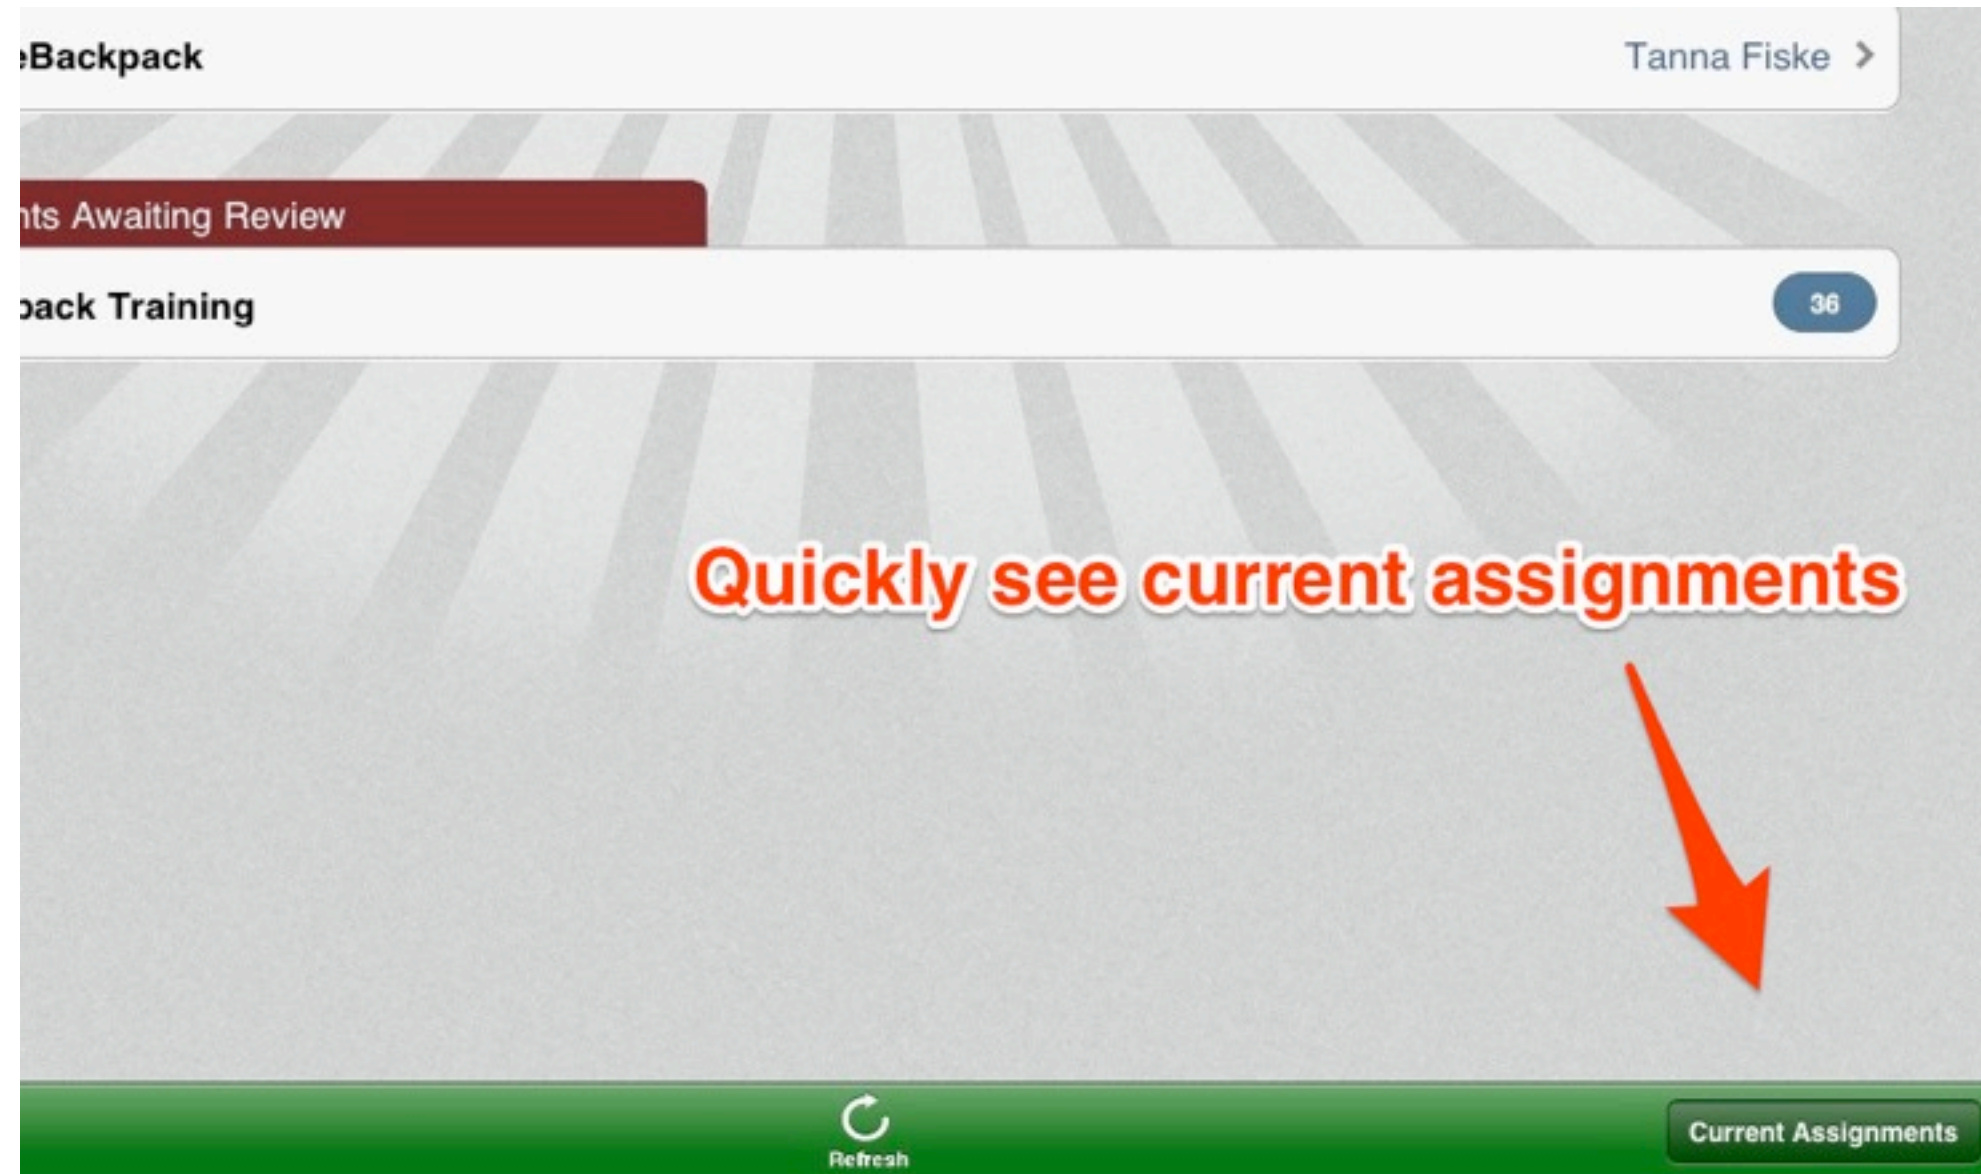 eBackpack
Tanna Fiske >
nts Awaiting Review
pack Training
36
Quickly see current assignments
Refresh
Current Assignments